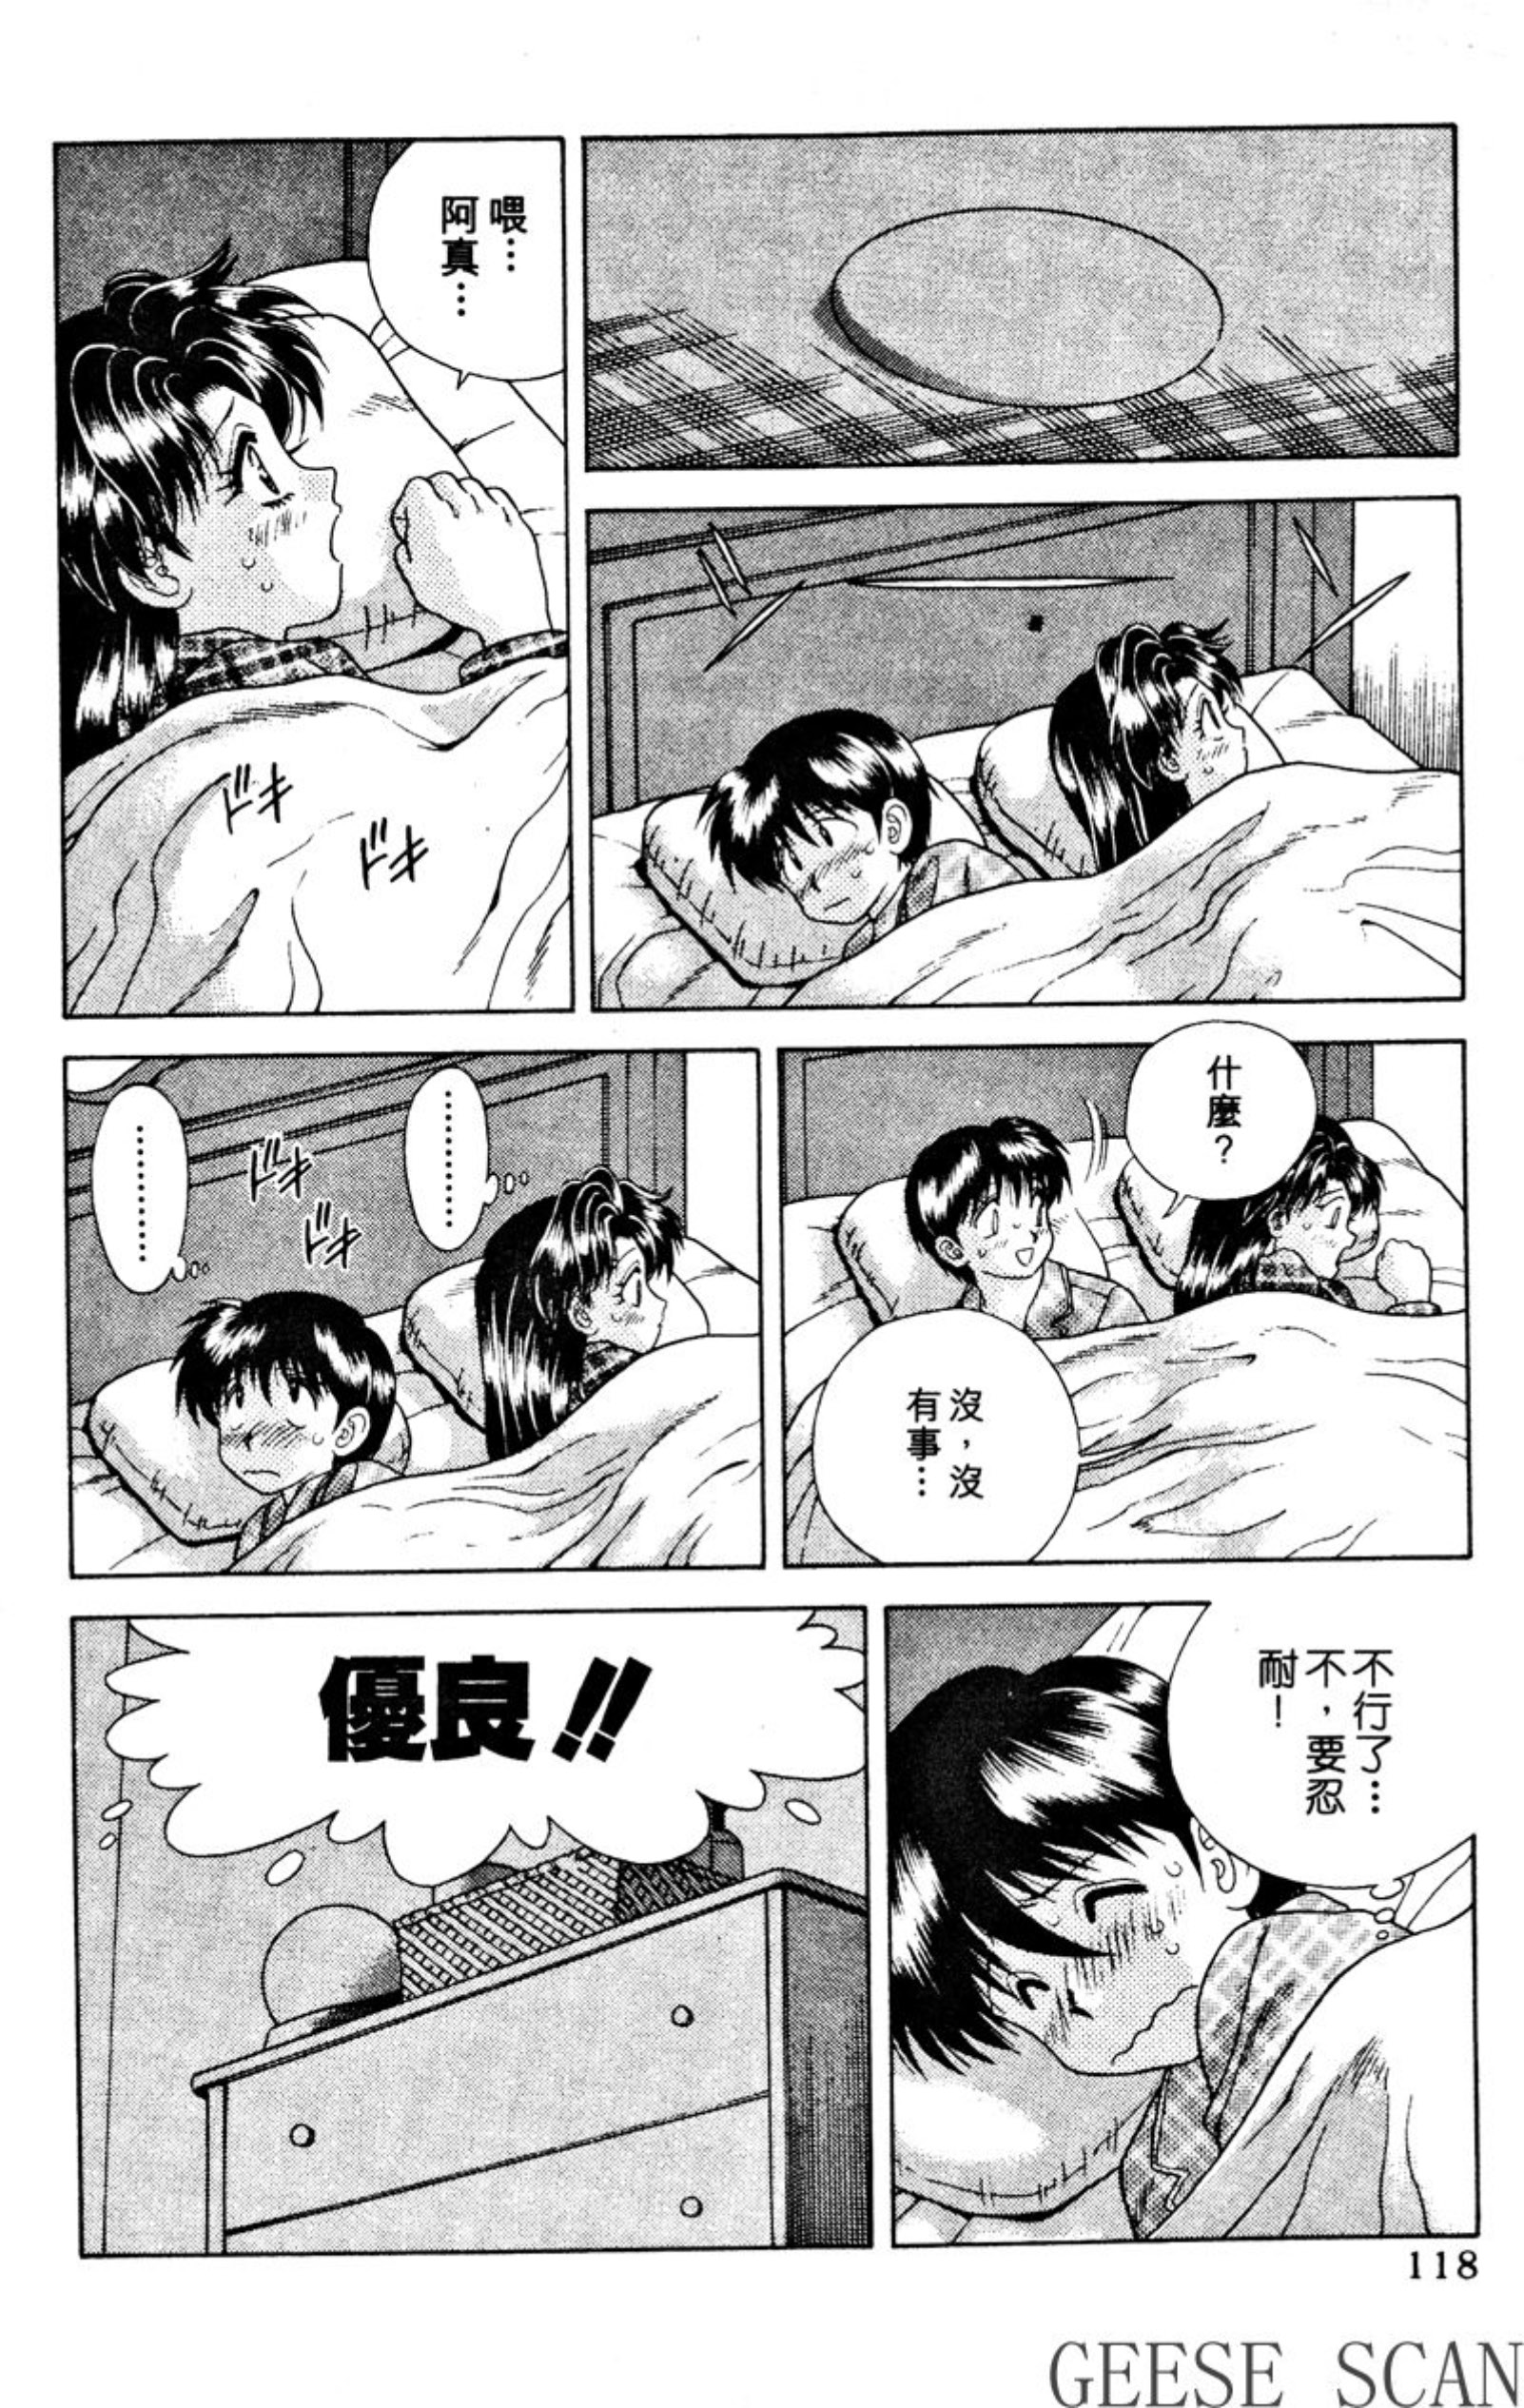 喂…
阿真…
ドキ
ドキ
什麼？
沒，沒
有事…
…………
…………
ドキ
ドキ
不行了…
不，要忍
耐！
優良!!
118
GEESE SCAN